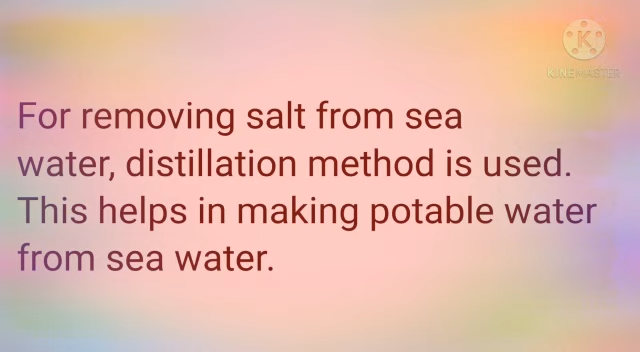 KINEMASTER
For removing salt from sea
water, distillation method is used.
This helps in making potable water
from sea water.